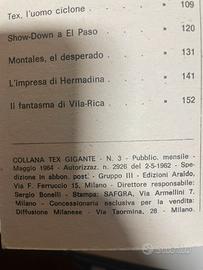 Tex, l'uomo ciclone . » 109
Show-Down a El Paso » 120
Montales, el desperado » 131
L'impresa di Hermadina . » 141
Il fantasma di Vila-Rica . » 152
COLLANA TEX GIGANTE - N. 3 - Pubblic. mensile -
Maggio 1964 - Autorizzaz. n. 2926 del 2-5-1962 - Spe-
dizione in abbon. post. - Gruppo III - Edizioni Araldo,
Via F. Ferruccio 15, Milano - Direttore responsabile:
Sergio Bonelli - Stampa: SAFGRA, Via Armellini 7.
Milano - Concessionaria esclusiva per la vendita:
Diffusione Milanese - Via Taormina, 28 - Milano.
subito